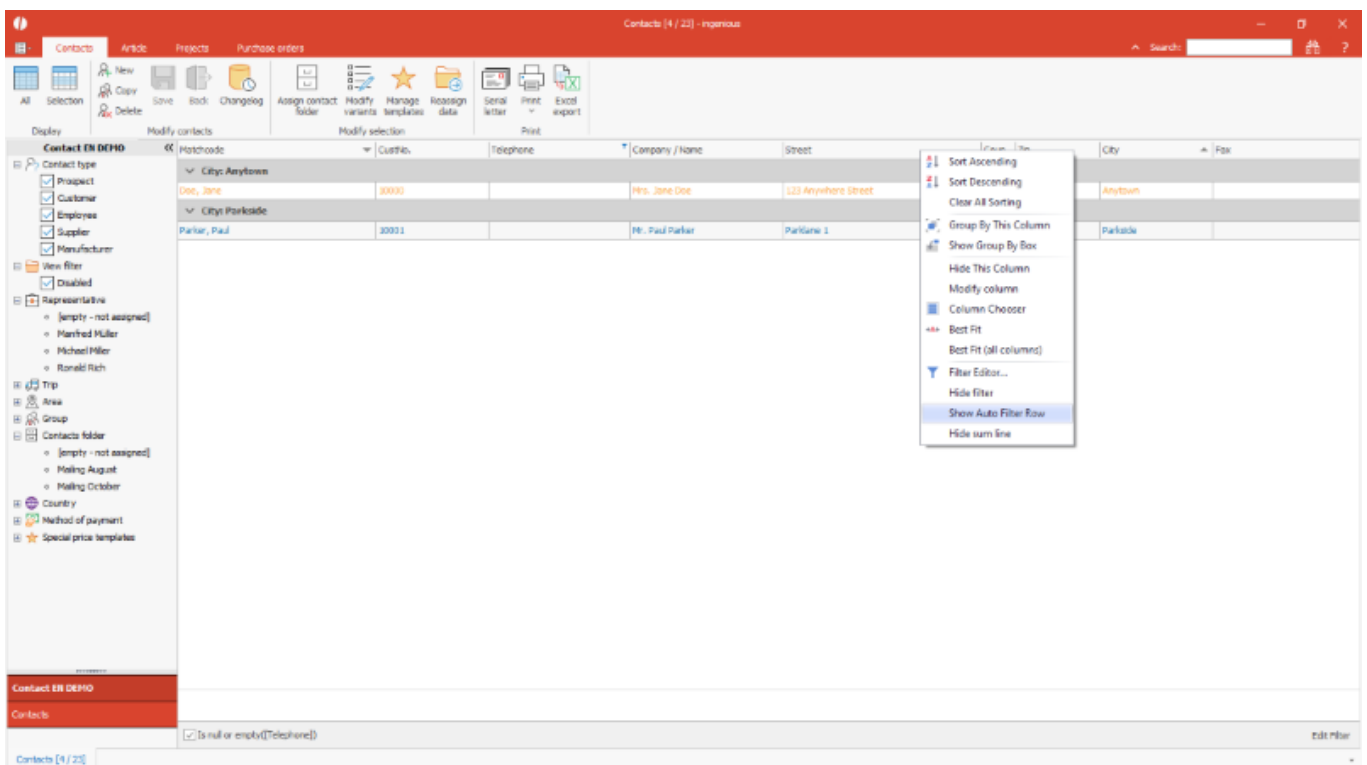 Contacts [4 / 23] - ingenious
Contacts Article Projects Purchase orders Search:
All Selection New Copy Delete Save Back Changelog Assign contact folder Modify variants Manage templates Reassign data Serial letter Print Excel export
Display Modify contacts Modify selection Print
Contact EN DEMO
Contact type
Prospect
Customer
Employee
Supplier
Manufacturer
View filter
Disabled
Representative
[empty - not assigned]
Manfred Müller
Michael Miller
Ronald Rich
Trip
Area
Group
Contacts folder
[empty - not assigned]
Mailing August
Mailing October
Country
Method of payment
Special price templates
Contact EN DEMO
Contacts
Matchcode CustNo. Telephone Company / Name Street City Fax
City: Anytown
Doe, Jane 10030 Mrs. Jane Doe 123 Anywhere Street Anytown
City: Parkside
Parker, Paul 10031 Mr. Paul Parker Parklane 1 Parkside
Sort Ascending
Sort Descending
Clear All Sorting
Group By This Column
Show Group By Box
Hide This Column
Modify column
Column Chooser
Best Fit
Best Fit (all columns)
Filter Editor...
Hide filter
Show Auto Filter Row
Hide sum line
Is null or empty([Telephone]) Edit Filter
Contacts [4 / 23]